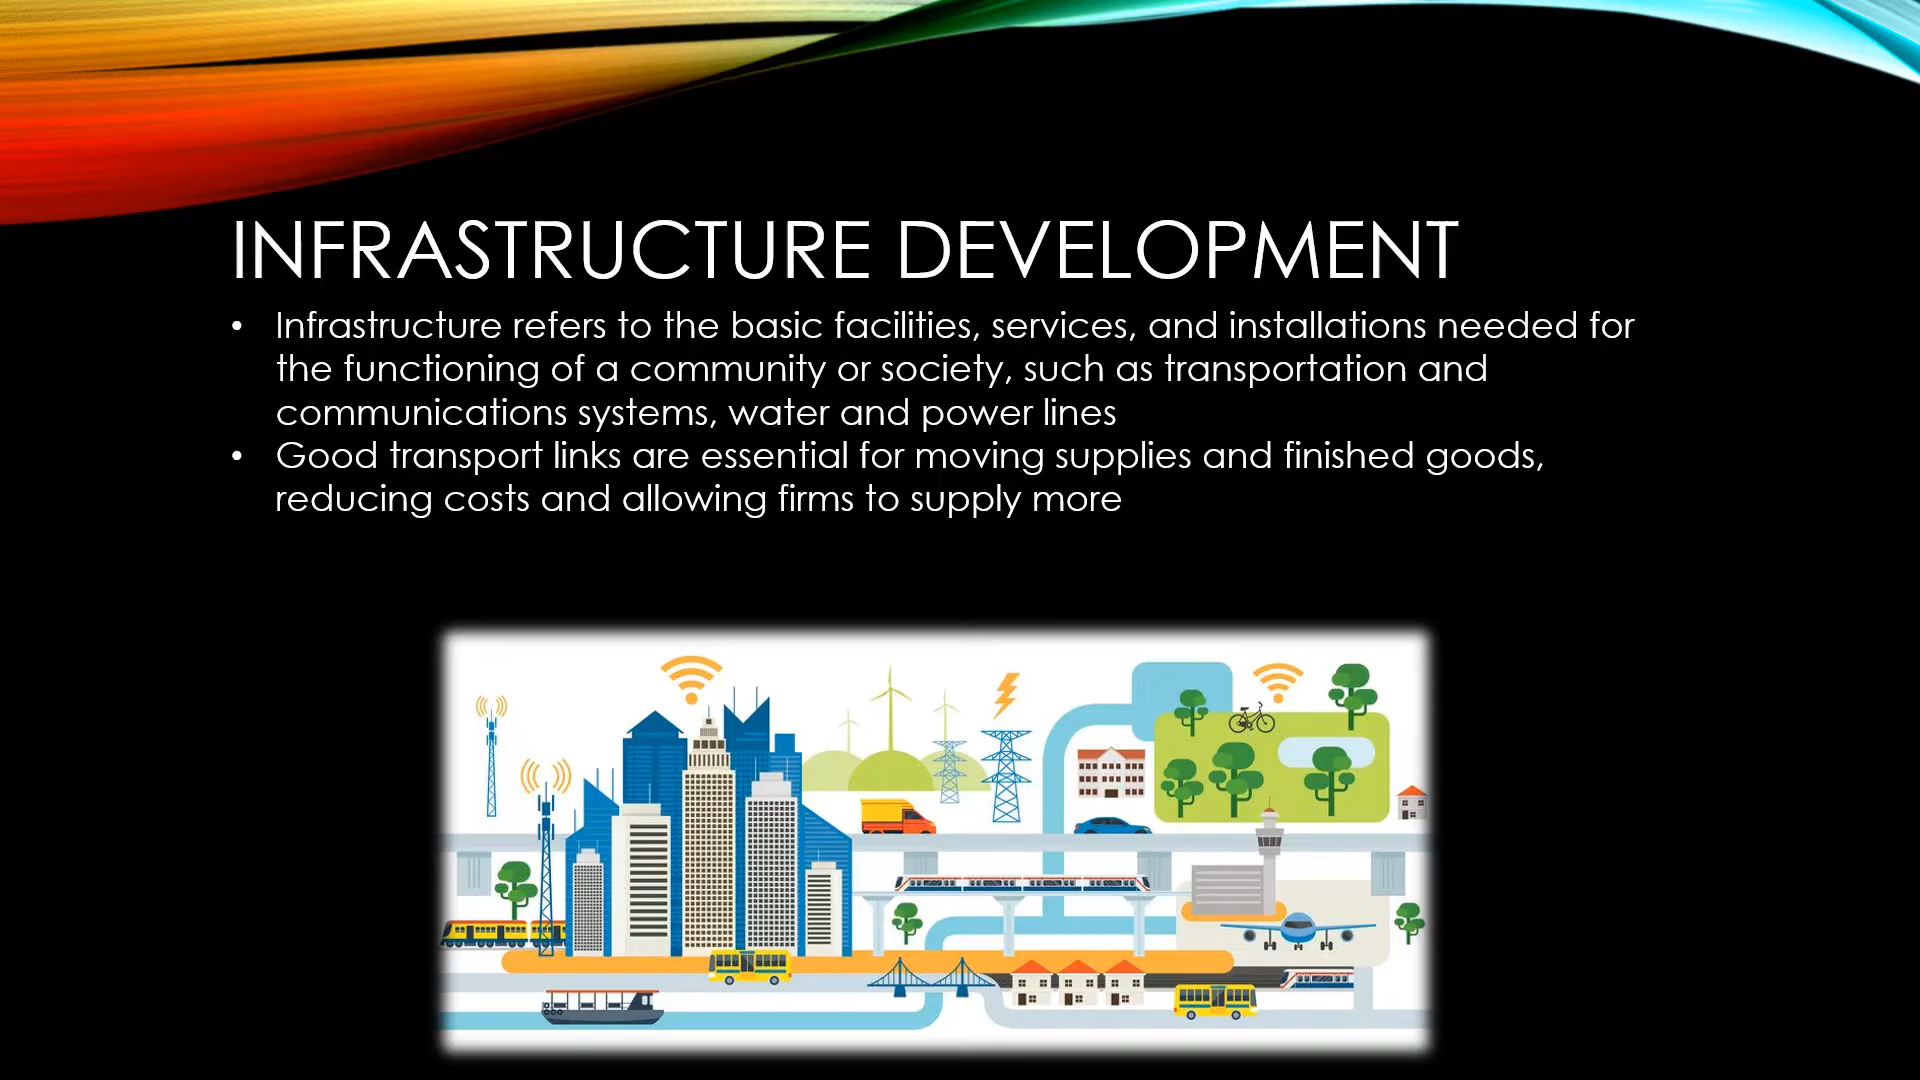 INFRASTRUCTURE DEVELOPMENT
• Infrastructure refers to the basic facilities, services, and installations needed for
the functioning of a community or society, such as transportation and
communications systems, water and power lines
• Good transport links are essential for moving supplies and finished goods,
reducing costs and allowing firms to supply more